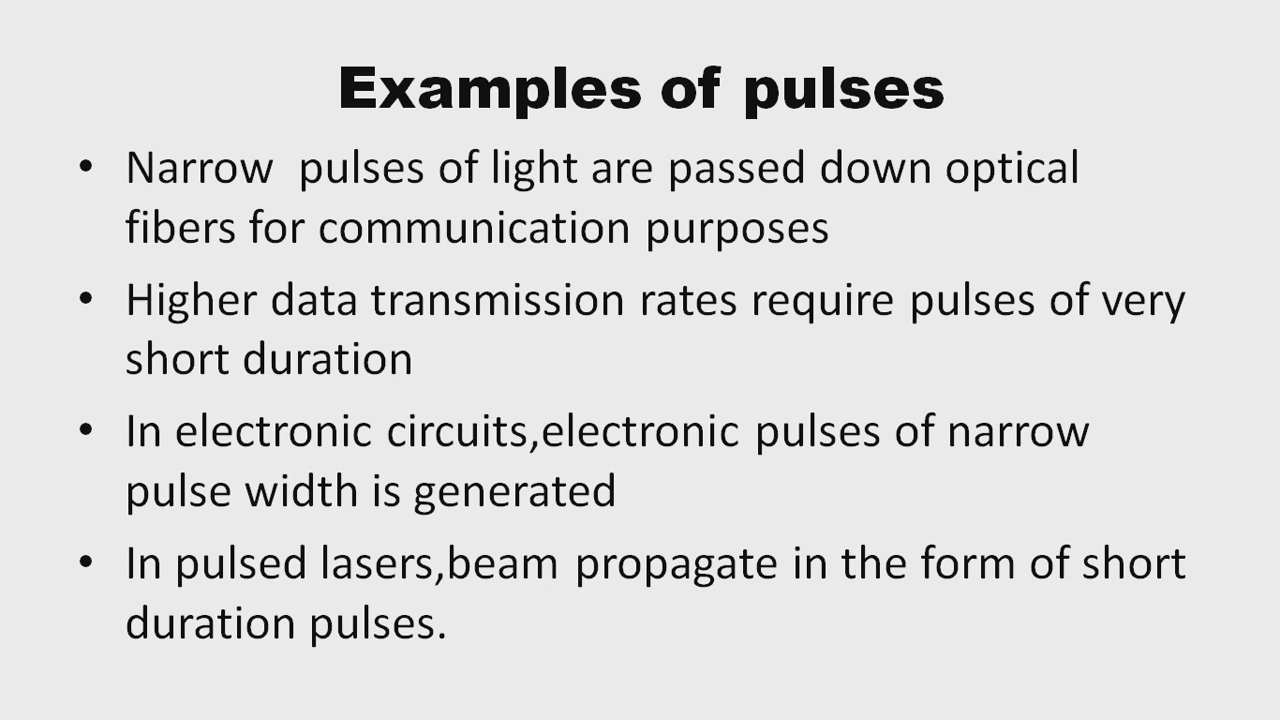 Examples of pulses
• Narrow  pulses of light are passed down optical
fibers for communication purposes
• Higher data transmission rates require pulses of very
short duration
• In electronic circuits,electronic pulses of narrow
pulse width is generated
• In pulsed lasers,beam propagate in the form of short
duration pulses.